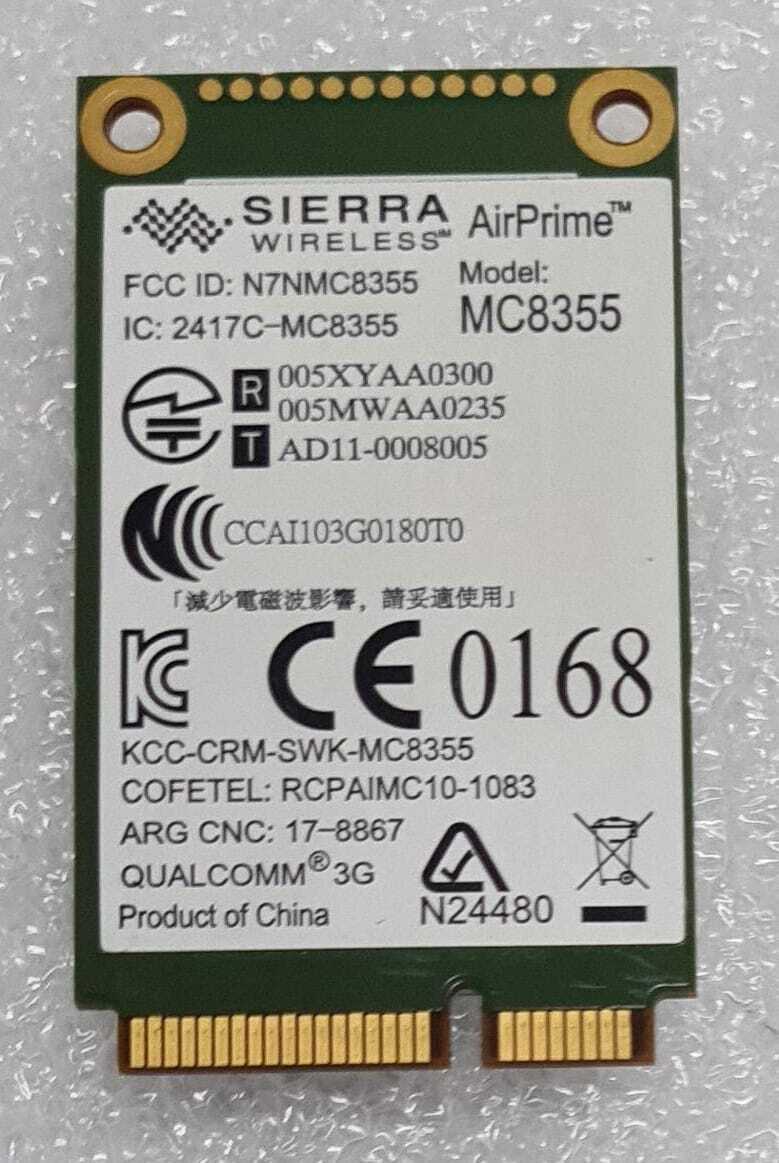 SIERRA WIRELESS℠ AirPrime™
FCC ID: N7NMC8355
IC: 2417C-MC8355
Model:
MC8355
R 005XYAA0300
005MWAA0235
T AD11-0008005
CCAI103G0180T0
「減少電磁波影響，請妥適使用」
KC CE 0168
KCC-CRM-SWK-MC8355
COFETEL: RCPAIMC10-1083
ARG CNC: 17-8867
QUALCOMM® 3G
Product of China
N24480